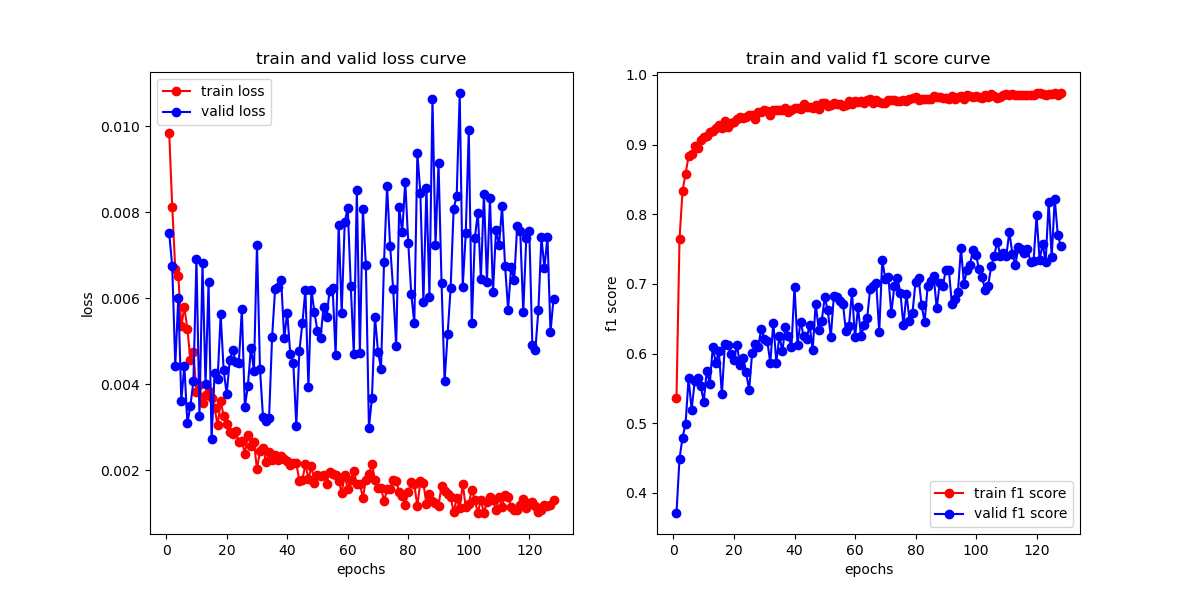 train and valid loss curve
train loss
valid loss
0.010
0.008
0.006
0.004
0.002
loss
0 20 40 60 80 100 120
epochs
train and valid f1 score curve
1.0
0.9
0.8
0.7
0.6
0.5
0.4
f1 score
train f1 score
valid f1 score
0 20 40 60 80 100 120
epochs